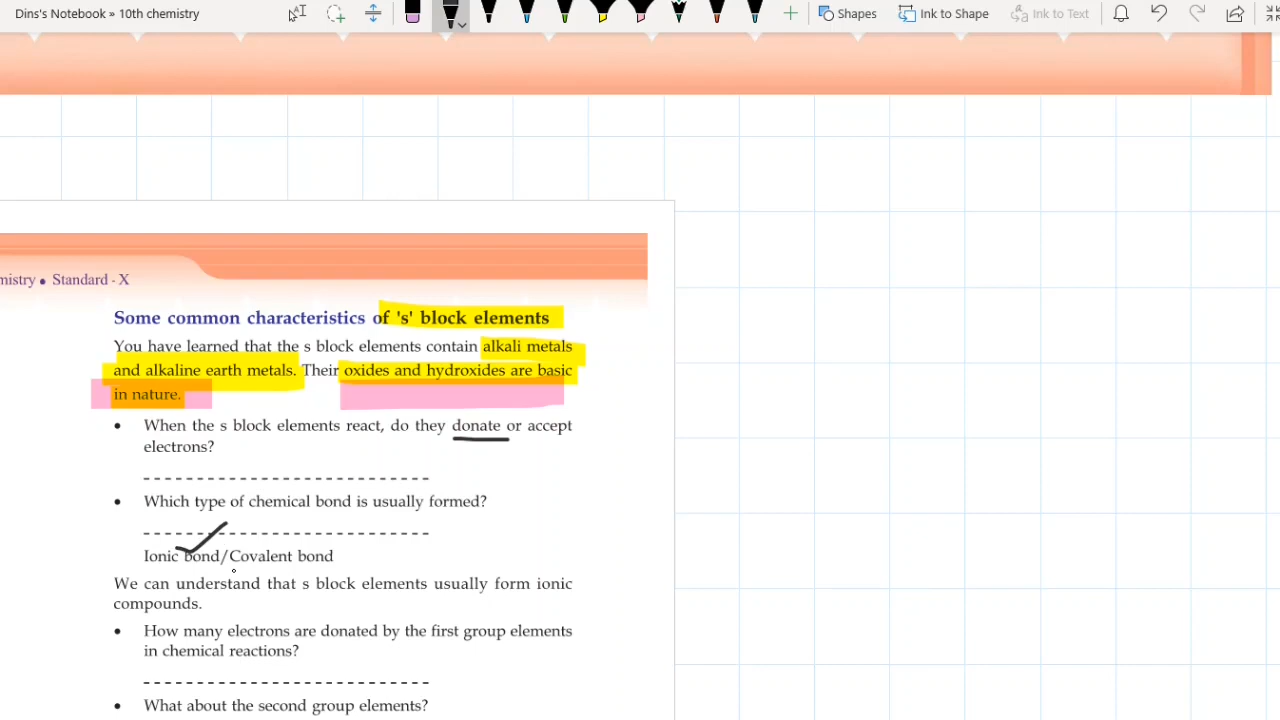 Dins's Notebook » 10th chemistry
Shapes
Ink to Shape
Ink to Text
mistry • Standard - X
Some common characteristics of 's' block elements
You have learned that the s block elements contain alkali metals
and alkaline earth metals. Their oxides and hydroxides are basic
in nature.
• When the s block elements react, do they donate or accept
electrons?
• Which type of chemical bond is usually formed?
Ionic bond/Covalent bond
We can understand that s block elements usually form ionic
compounds.
• How many electrons are donated by the first group elements
in chemical reactions?
• What about the second group elements?